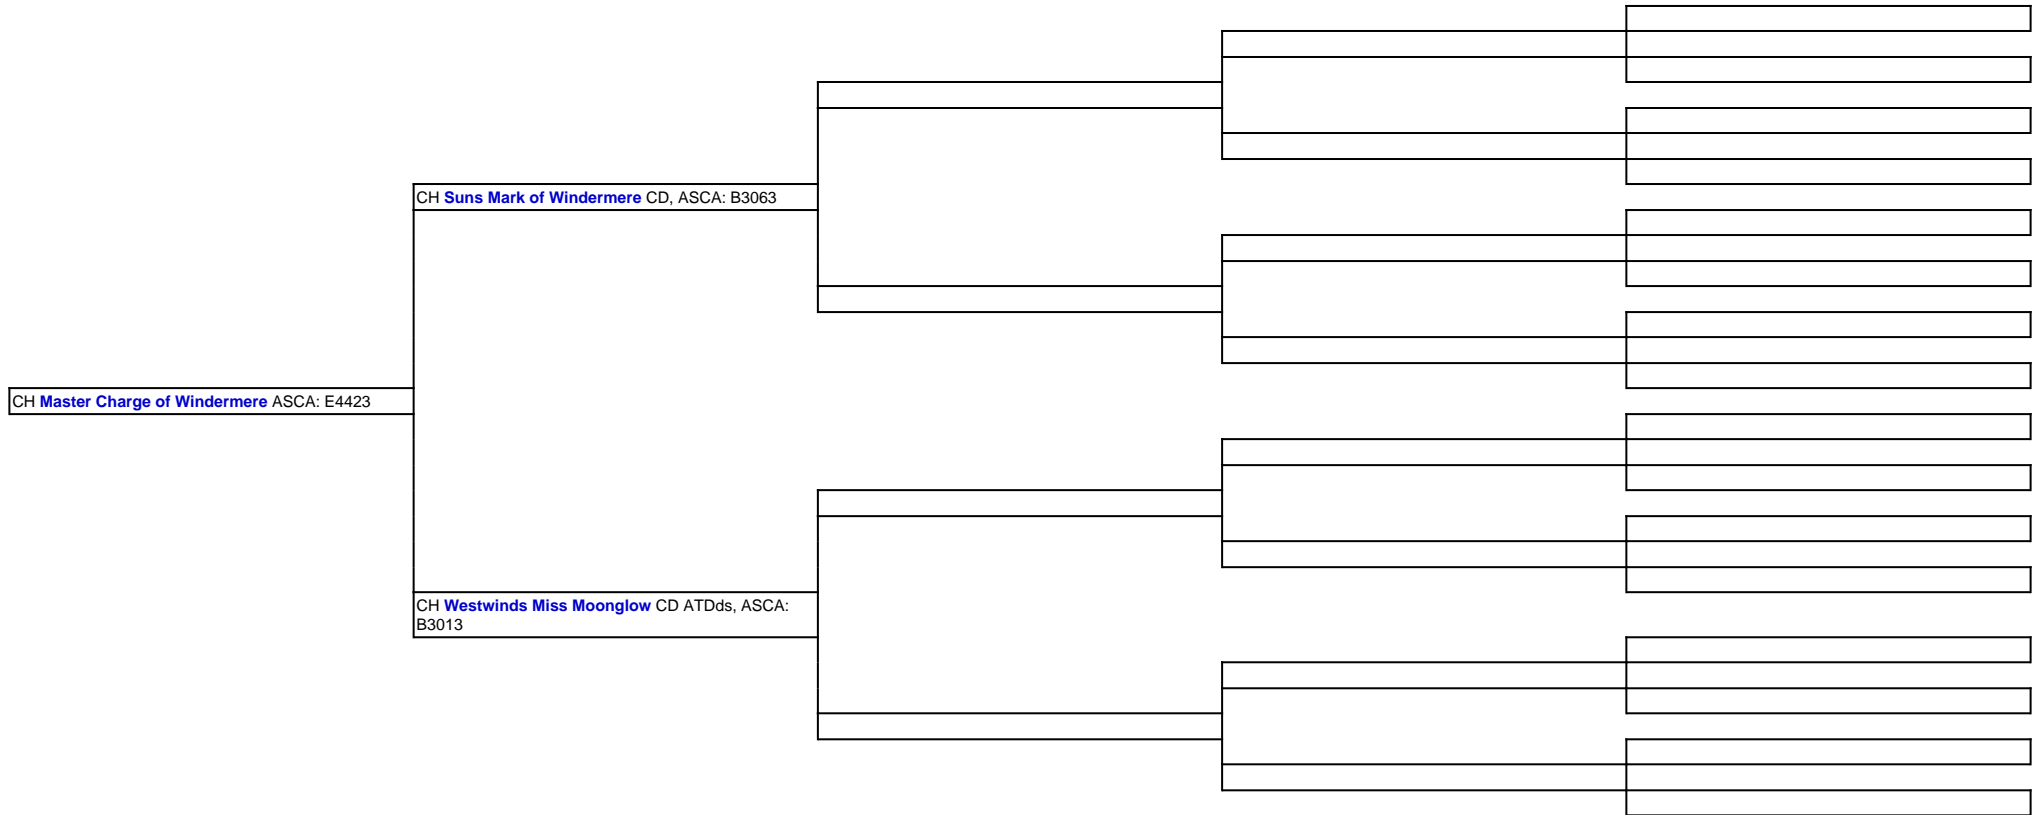 CH Suns Mark of Windermere CD, ASCA: B3063
CH Master Charge of Windermere ASCA: E4423
CH Westwinds Miss Moonglow CD ATDds, ASCA:
B3013